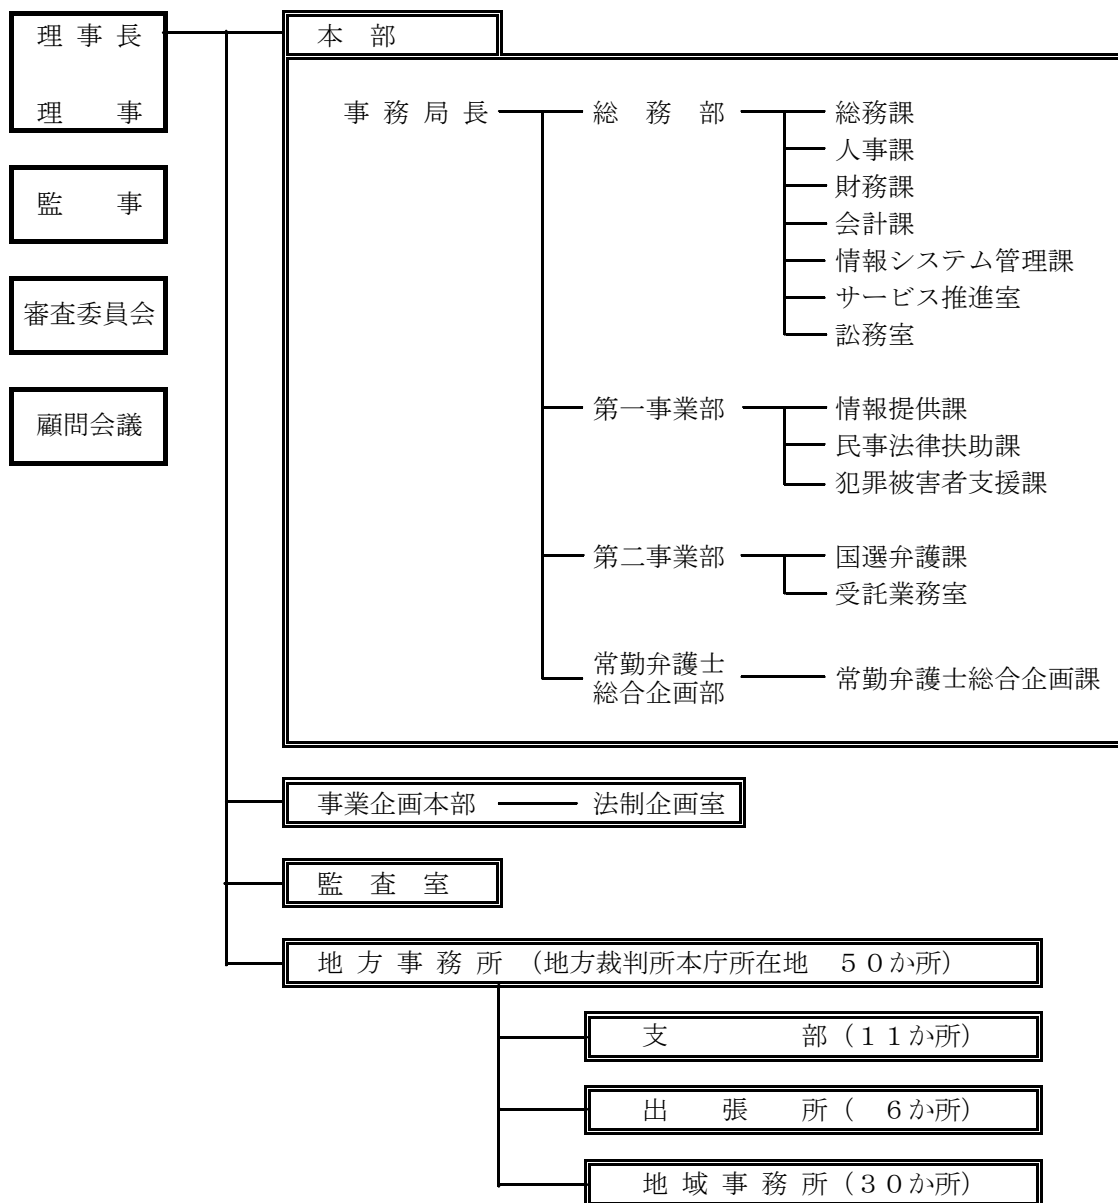 理事長
理事
監事
審査委員会
顧問会議
本部
事務局長
総務部
総務課
人事課
財務課
会計課
情報システム管理課
サービス推進室
訟務室
第一事業部
情報提供課
民事法律扶助課
犯罪被害者支援課
第二事業部
国選弁護課
受託業務室
常勤弁護士
総合企画部
常勤弁護士総合企画課
事業企画本部
法制企画室
監査室
地方事務所 (地方裁判所本庁所在地 50か所)
支部(11か所)
出張所( 6か所)
地域事務所(30か所)